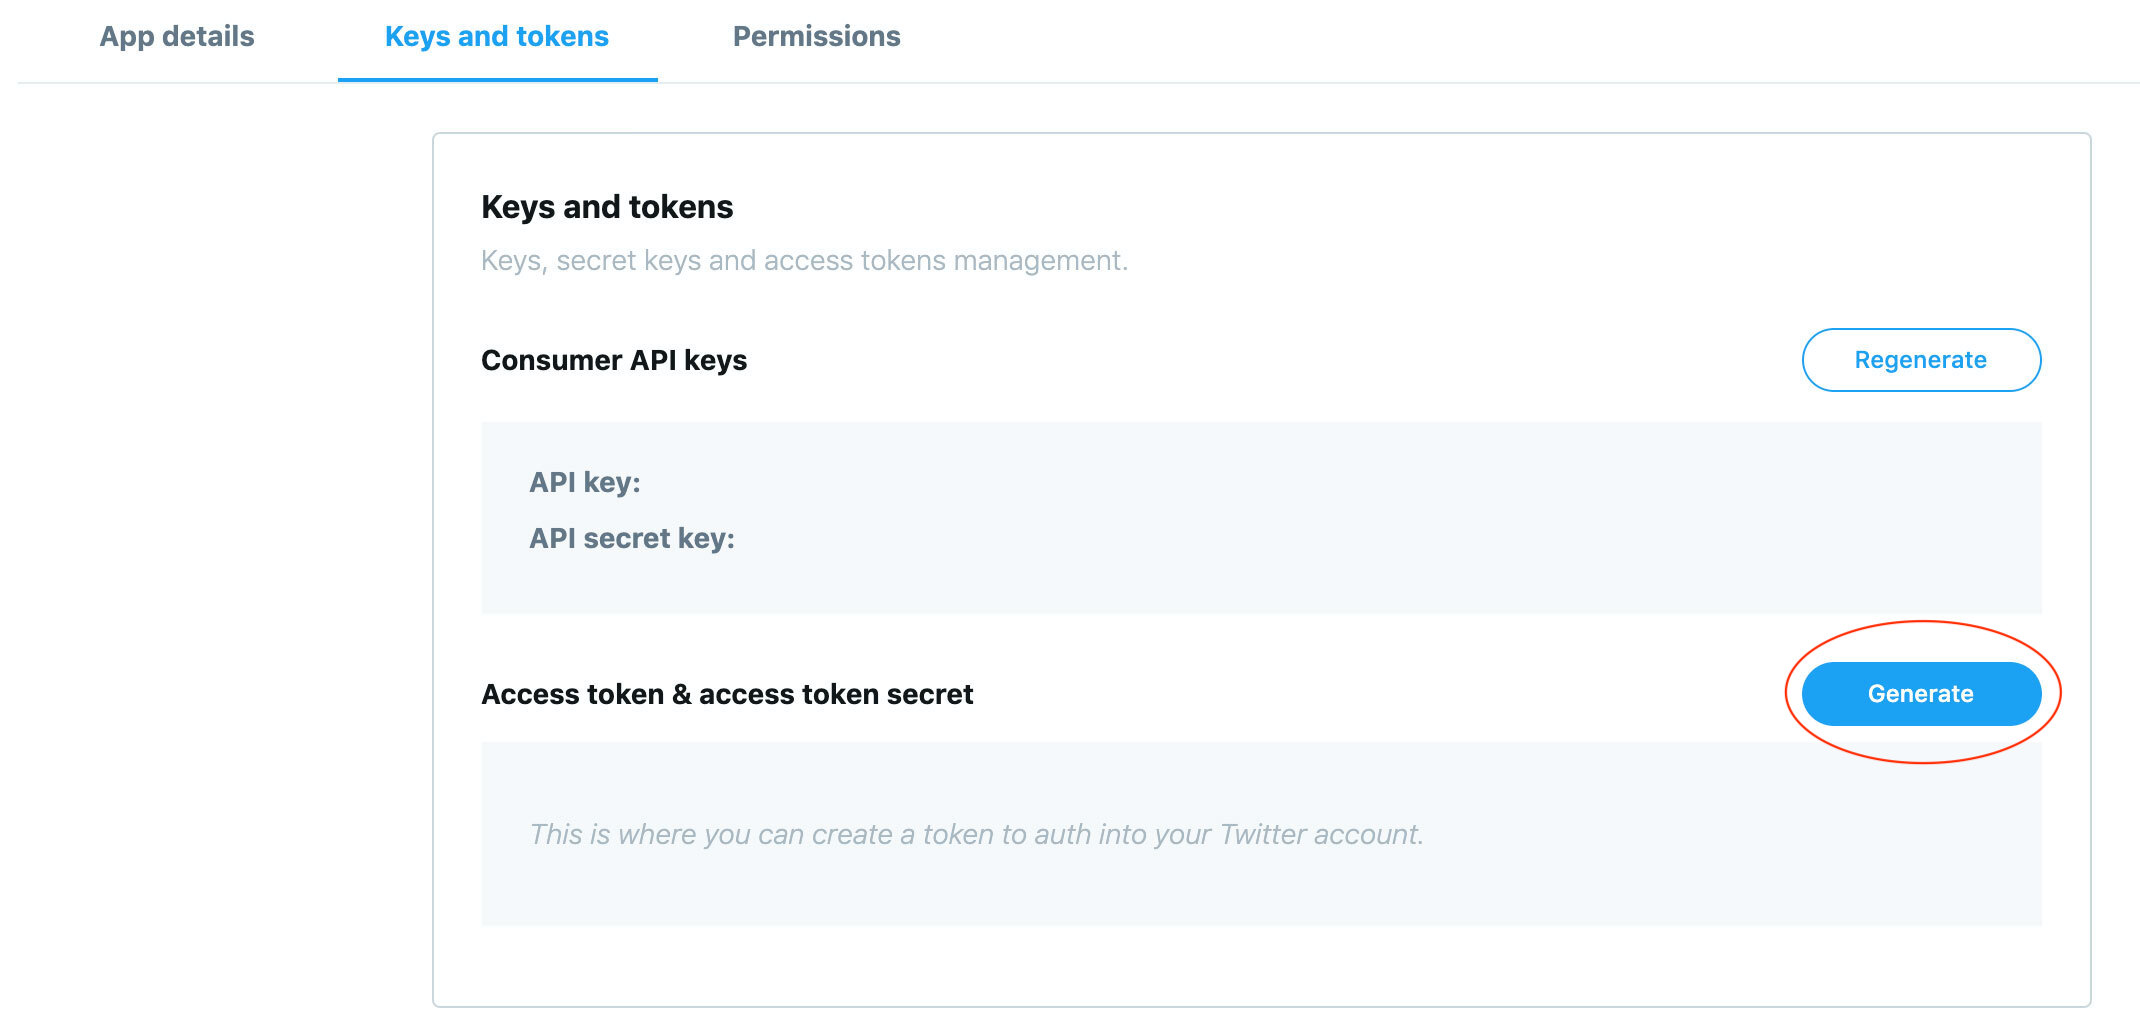 App details Keys and tokens Permissions
Keys and tokens
Keys, secret keys and access tokens management.
Consumer API keys Regenerate
API key:
API secret key:
Access token & access token secret Generate
This is where you can create a token to auth into your Twitter account.